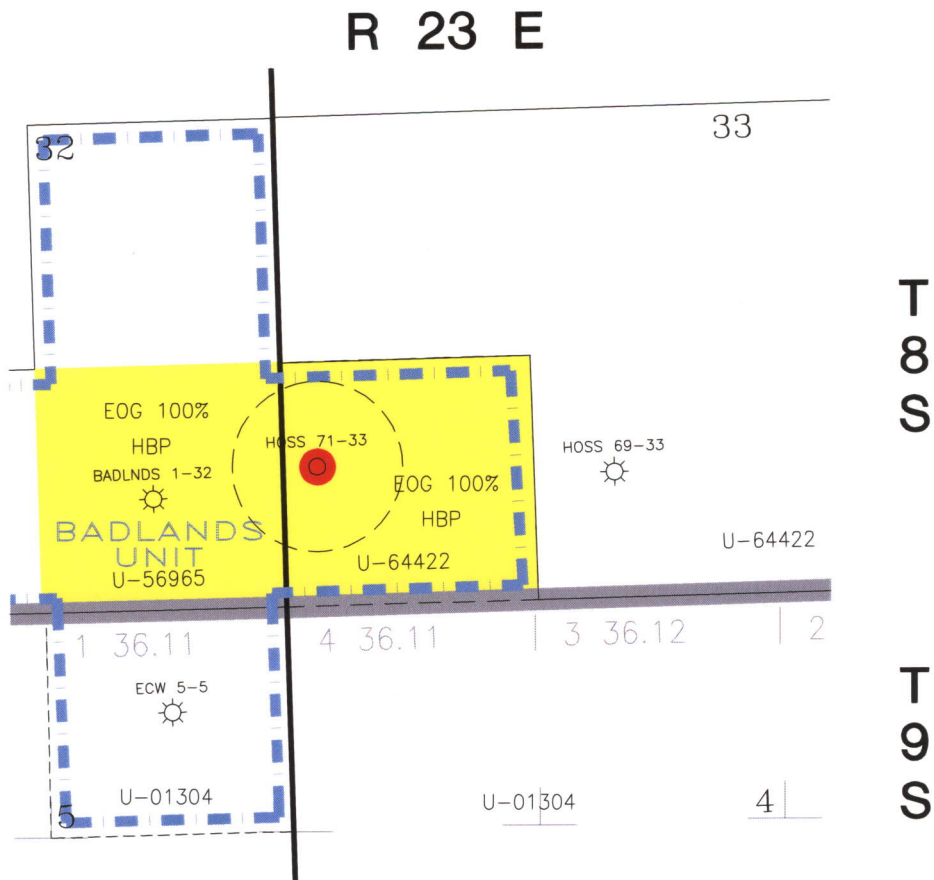 R 23 E
32
33
T
8
S
EOG 100%
HBP
BADLNDS 1-32
BADLANDS
UNIT
U-56965
HOSS 71-33
EOG 100%
HBP
U-64422
HOSS 69-33
U-64422
1 36.11
4 36.11
3 36.12
2
ECW 5-5
U-01304
5
U-01304
4
T
9
S